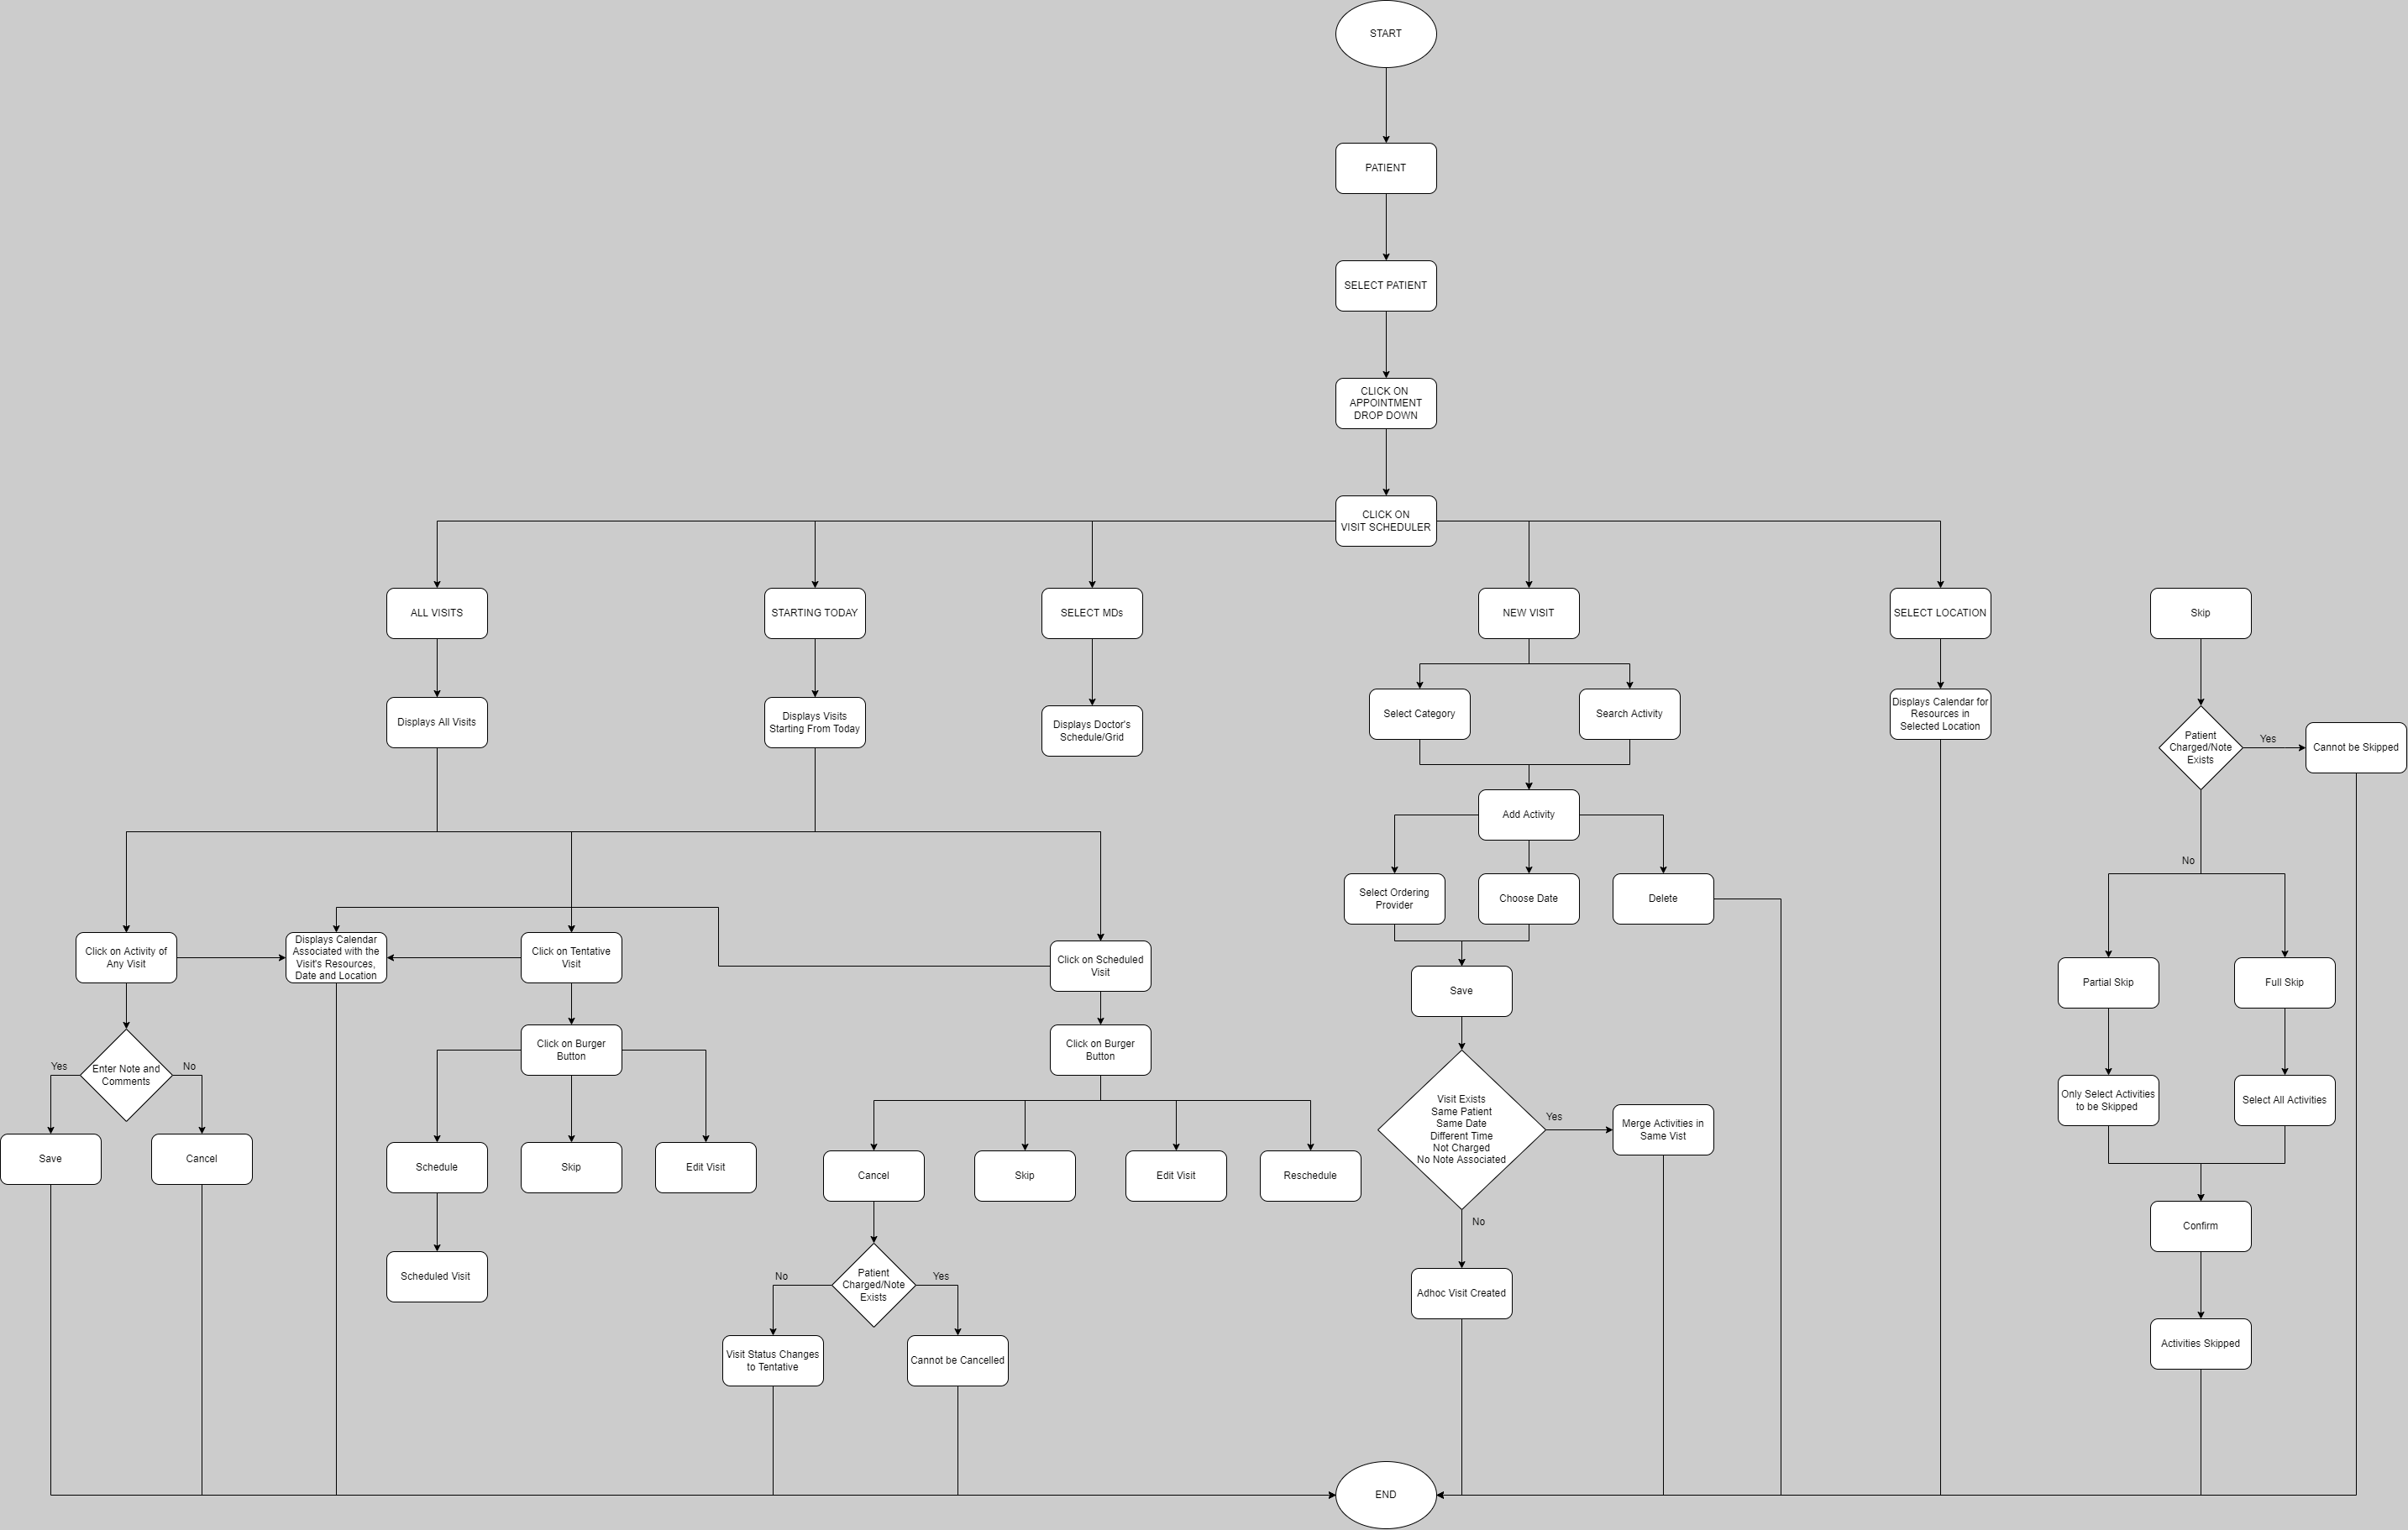 START
PATIENT
SELECT PATIENT
CLICK ON
APPOINTMENT
DROP DOWN
CLICK ON
VISIT SCHEDULER
ALL VISITS
STARTING TODAY
SELECT MDs
NEW VISIT
SELECT LOCATION
Skip
Displays All Visits
Displays Visits
Starting From Today
Displays Doctor's
Schedule/Grid
Select Category
Search Activity
Displays Calendar for
Resources in
Selected Location
Patient
Charged/Note
Exists
Yes
Cannot be Skipped
Add Activity
No
Select Ordering
Provider
Choose Date
Delete
Click on Activity of
Any Visit
Displays Calendar
Associated with the
Visit's Resources,
Date and Location
Click on Tentative
Visit
Click on Scheduled
Visit
Save
Partial Skip
Full Skip
Click on Burger
Button
Click on Burger
Button
Yes
Enter Note and
Comments
No
Only Select Activities
to be Skipped
Select All Activities
Visit Exists
Same Patient
Same Date
Different Time
Not Charged
No Note Associated
Yes
Merge Activities in
Same Vist
Save
Cancel
Schedule
Skip
Edit Visit
Cancel
Skip
Edit Visit
Reschedule
No
Confirm
Scheduled Visit
No
Patient
Charged/Note
Exists
Yes
Adhoc Visit Created
Activities Skipped
Visit Status Changes
to Tentative
Cannot be Cancelled
END